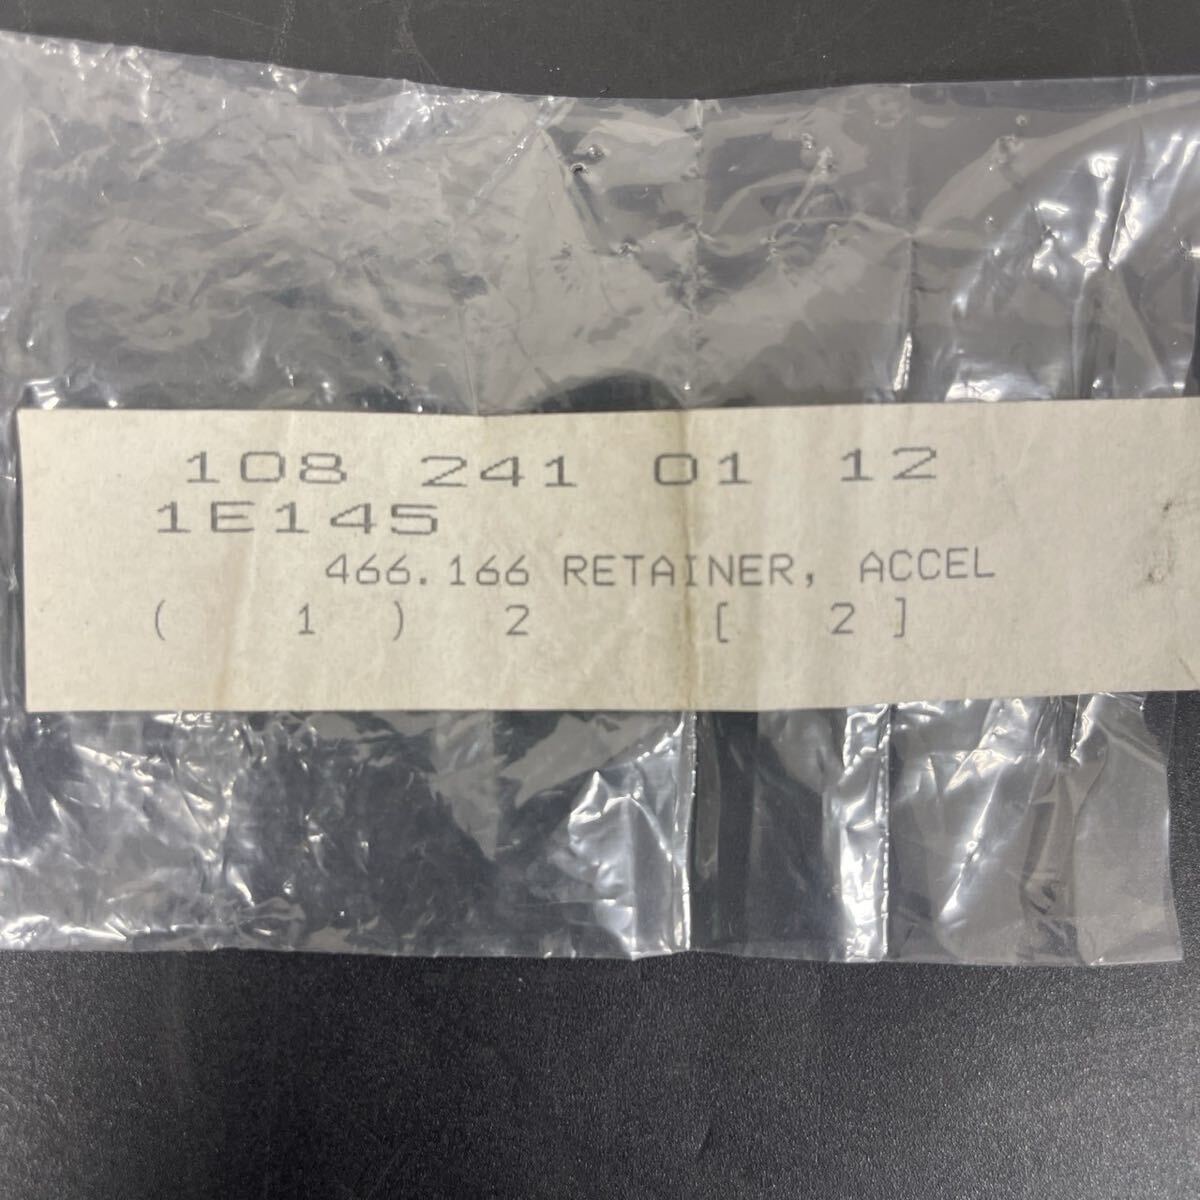 108 241 01 12
1E145
466.166 RETAINER, ACCEL
( 1 ) 2 [ 2 ]